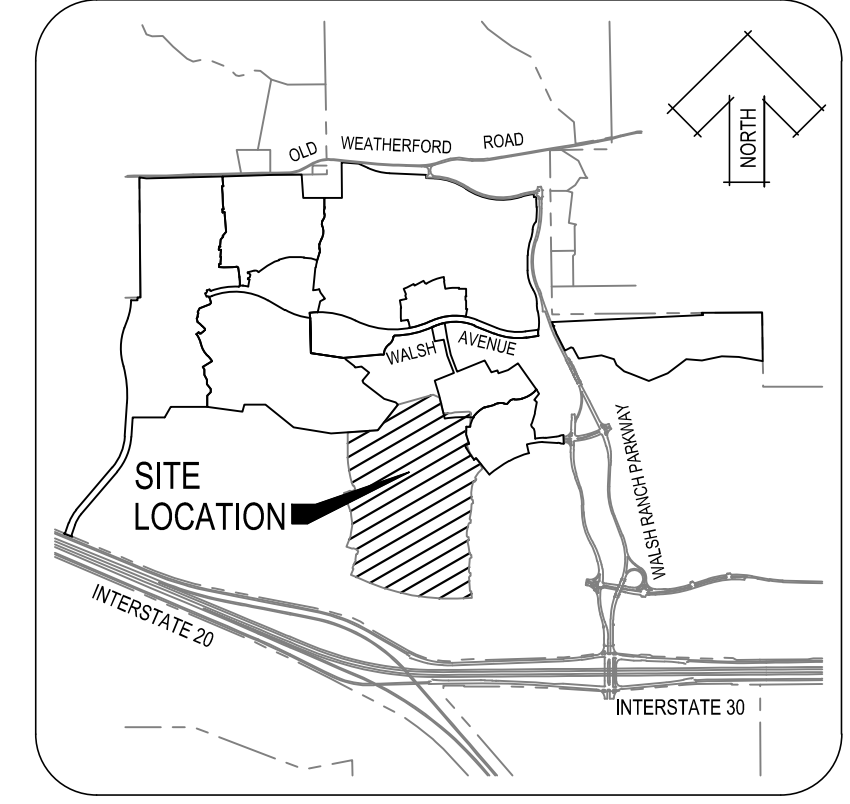 NORTH
OLD WEATHERFORD ROAD
WALSH AVENUE
WALSH RANCH PARKWAY
SITE
LOCATION
INTERSTATE 20
INTERSTATE 30